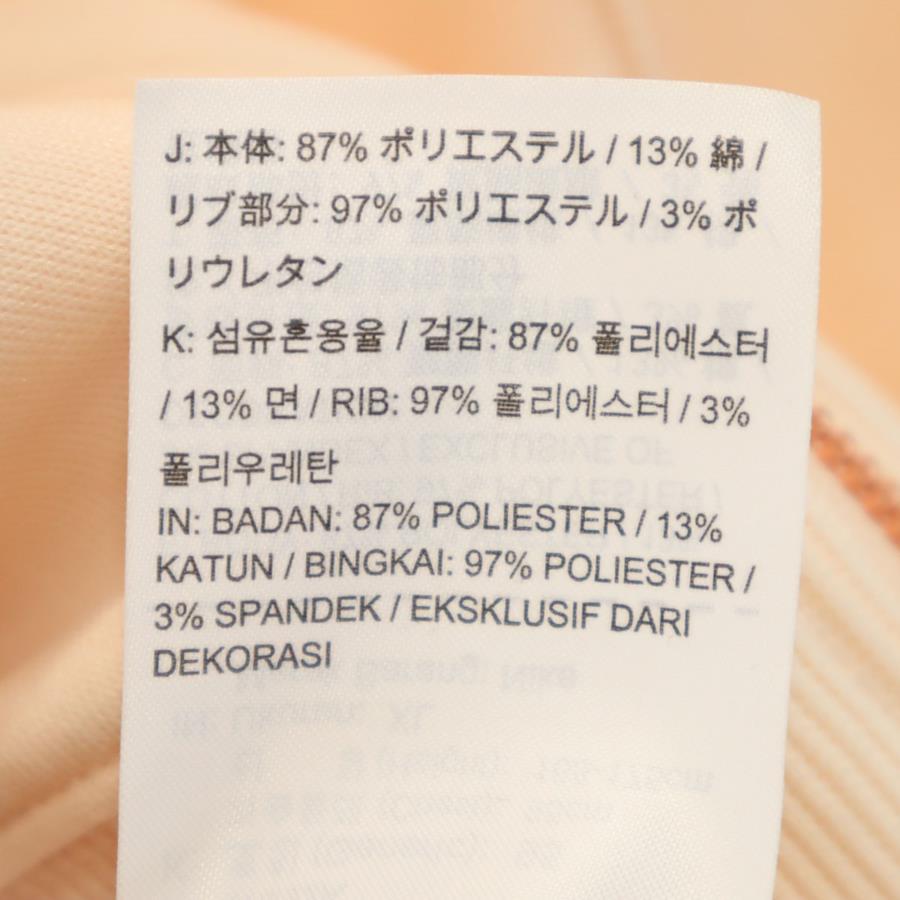 J: 本体: 87% ポリエステル / 13% 綿 /
リブ部分: 97% ポリエステル / 3% ポ
リウレタン
K: 섬유혼용율 / 겉감: 87% 폴리에스터
/ 13% 면 / RIB: 97% 폴리에스터 / 3%
폴리우레탄
IN: BADAN: 87% POLIESTER / 13%
KATUN / BINGKAI: 97% POLIESTER /
3% SPANDEK / EKSKLUSIF DARI
DEKORASI